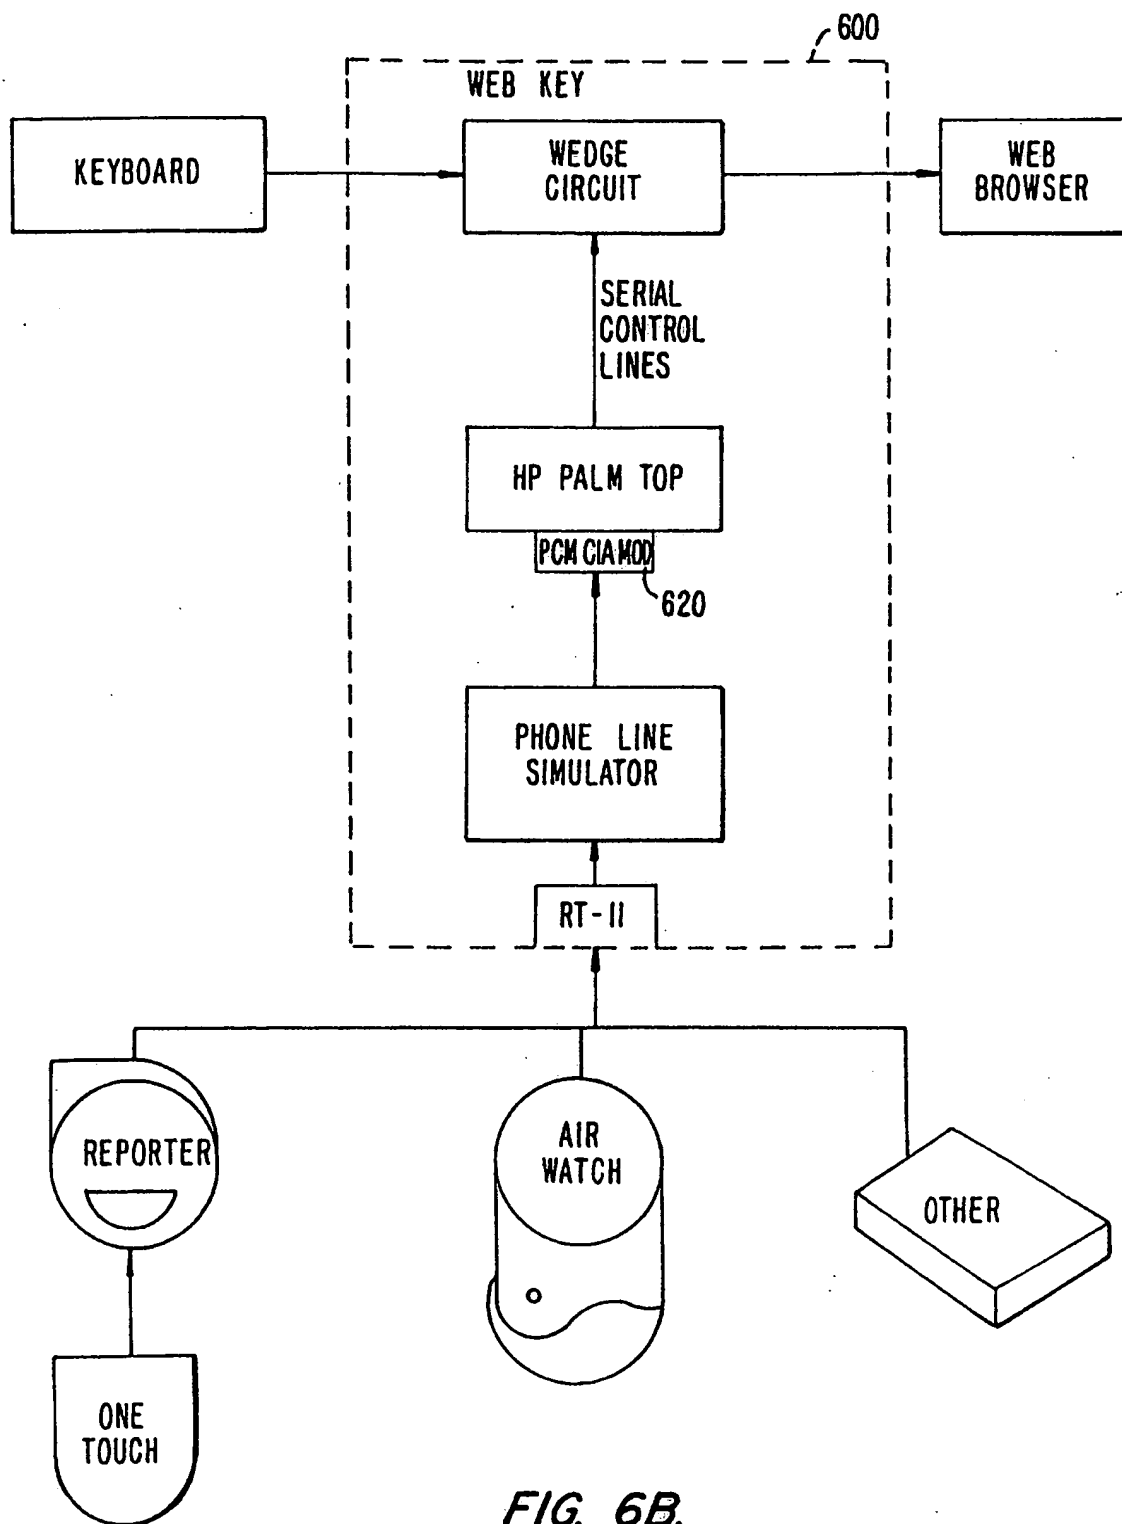 600
WEB KEY
KEYBOARD
WEDGE
CIRCUIT
WEB
BROWSER
SERIAL
CONTROL
LINES
HP PALM TOP
PCM CIA MOD
620
PHONE LINE
SIMULATOR
RT-11
REPORTER
AIR
WATCH
OTHER
ONE
TOUCH
FIG. 6B.